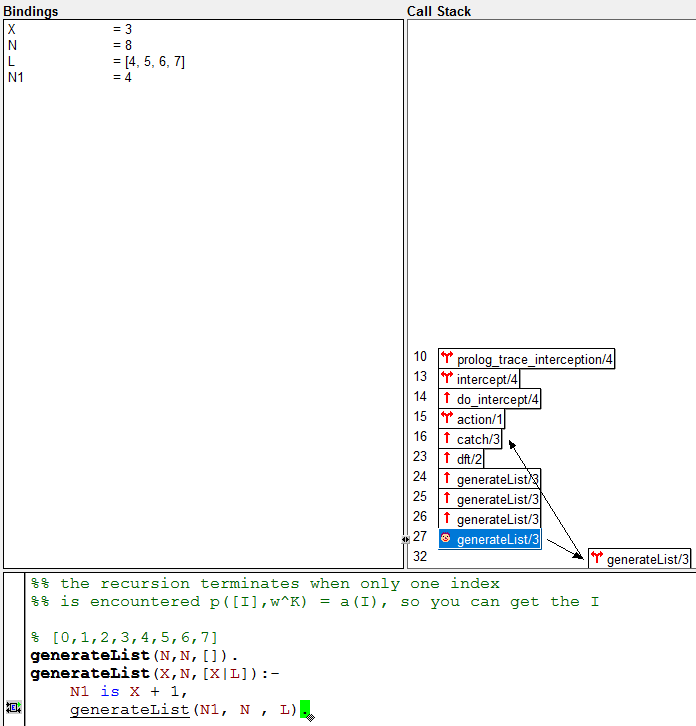 Bindings
X = 3
N = 8
L = [4, 5, 6, 7]
N1 = 4
Call Stack
10 prolog_trace_interception/4
13 intercept/4
14 do_intercept/4
15 action/1
16 catch/3
23 dft/2
24 generateList/3
25 generateList/3
26 generateList/3
27 generateList/3
32 generateList/3
%% the recursion terminates when only one index
%% is encountered p([I],w^K) = a(I), so you can get the I
% [0,1,2,3,4,5,6,7]
generateList(N,N,[]).
generateList(X,N,[X|L]):-
N1 is X + 1,
generateList(N1, N , L).